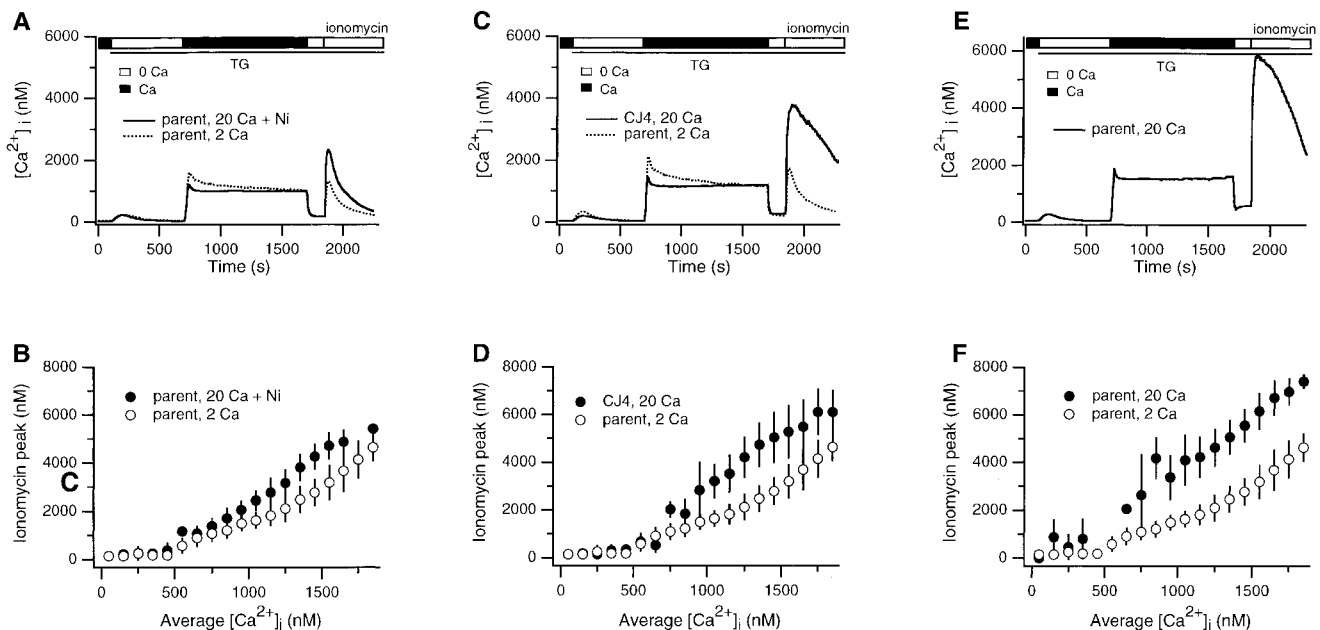 A
ionomycin
6000
4000
2000
0
[Ca2+]i (nM)
TG
0 Ca
Ca
parent, 20 Ca + Ni
parent, 2 Ca
0 500 1000 1500 2000
Time (s)
C
ionomycin
6000
4000
2000
0
[Ca2+]i (nM)
TG
0 Ca
Ca
CJ4, 20 Ca
parent, 2 Ca
0 500 1000 1500 2000
Time (s)
E
ionomycin
6000
4000
2000
0
[Ca2+]i (nM)
TG
0 Ca
Ca
parent, 20 Ca
0 500 1000 1500 2000
Time (s)
B
8000
6000
4000
2000
0
Ionomycin peak (nM)
C
parent, 20 Ca + Ni
parent, 2 Ca
0 500 1000 1500
Average [Ca2+]i (nM)
D
8000
6000
4000
2000
0
Ionomycin peak (nM)
CJ4, 20 Ca
parent, 2 Ca
0 500 1000 1500
Average [Ca2+]i (nM)
F
8000
6000
4000
2000
0
Ionomycin peak (nM)
parent, 20 Ca
parent, 2 Ca
0 500 1000 1500
Average [Ca2+]i (nM)